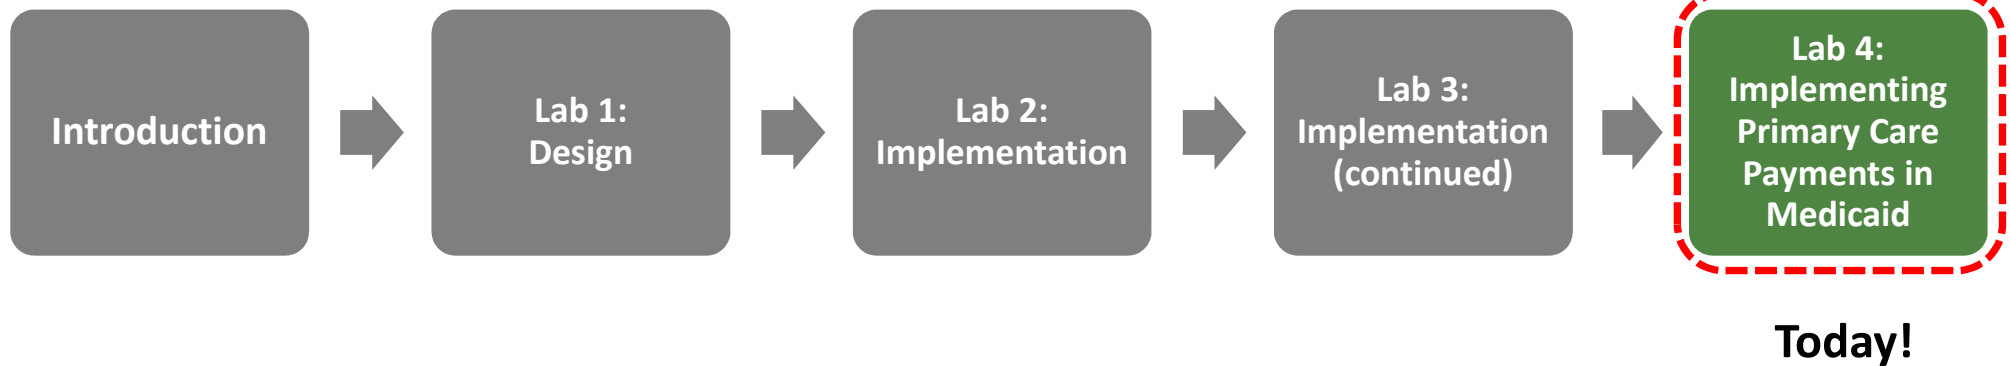 Introduction
Lab 1:
Design
Lab 2:
Implementation
Lab 3:
Implementation
(continued)
Lab 4:
Implementing
Primary Care
Payments in
Medicaid
Today!